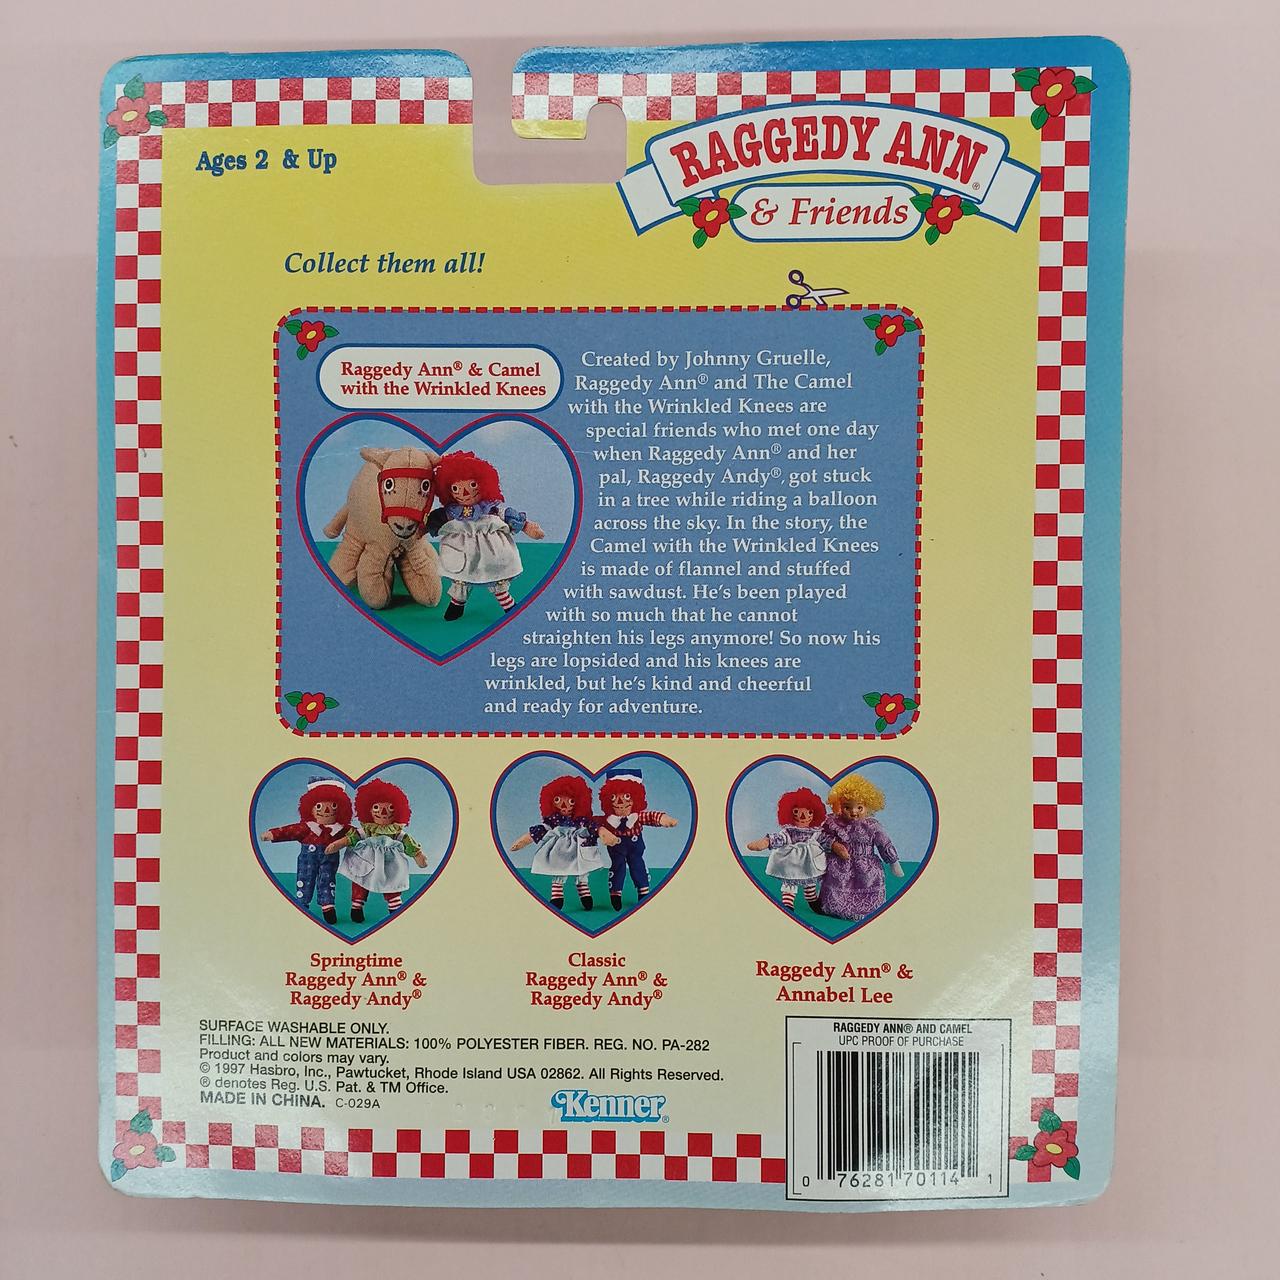 Ages 2 & Up
RAGGEDY ANN®
& Friends
Collect them all!
Raggedy Ann® & Camel
with the Wrinkled Knees
Created by Johnny Gruelle,
Raggedy Ann® and The Camel
with the Wrinkled Knees are
special friends who met one day
when Raggedy Ann® and her
pal, Raggedy Andy®, got stuck
in a tree while riding a balloon
across the sky. In the story, the
Camel with the Wrinkled Knees
is made of flannel and stuffed
with sawdust. He's been played
with so much that he cannot
straighten his legs anymore! So now his
legs are lopsided and his knees are
wrinkled, but he's kind and cheerful
and ready for adventure.
Springtime
Raggedy Ann® &
Raggedy Andy®
Classic
Raggedy Ann® &
Raggedy Andy®
Raggedy Ann® &
Annabel Lee
SURFACE WASHABLE ONLY.
FILLING: ALL NEW MATERIALS: 100% POLYESTER FIBER. REG. NO. PA-282
Product and colors may vary.
© 1997 Hasbro, Inc., Pawtucket, Rhode Island USA 02862. All Rights Reserved.
® denotes Reg. U.S. Pat. & TM Office.
MADE IN CHINA. C-029A
Kenner®
RAGGEDY ANN® AND CAMEL
UPC PROOF OF PURCHASE
0 76281 70114 1